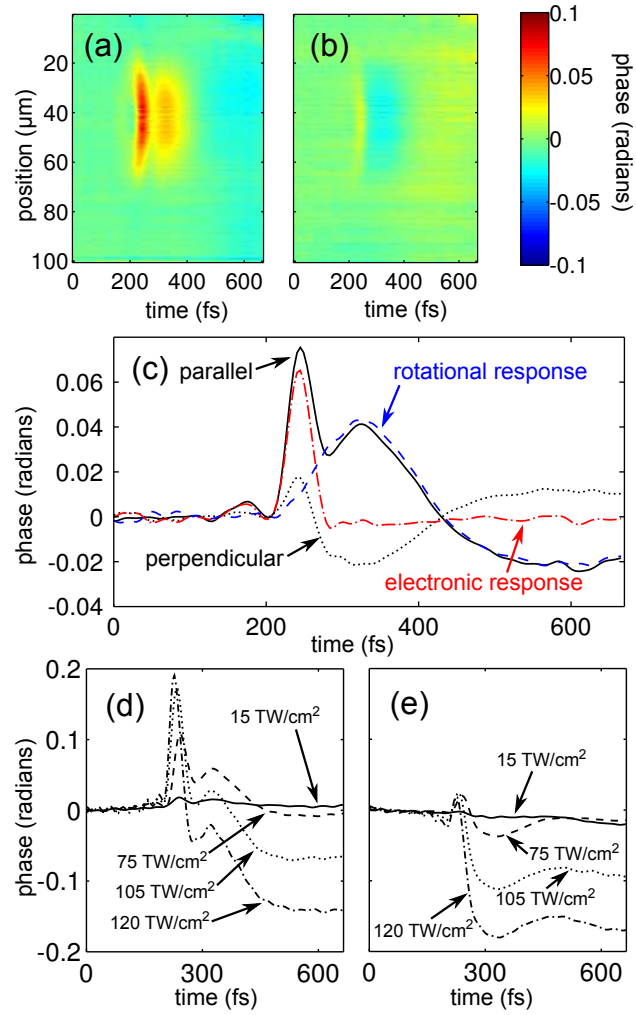 (a)
(b)
position (μm)
0
20
40
60
80
100
0 200 400 600
0 200 400 600
time (fs)
time (fs)
0.1
0.05
0
-0.05
-0.1
phase (radians)
(c)
parallel
rotational response
perpendicular
electronic response
phase (radians)
0.06
0.04
0.02
0
-0.02
-0.04
0 200 400 600
time (fs)
(d)
15 TW/cm²
75 TW/cm²
105 TW/cm²
120 TW/cm²
phase (radians)
0.2
0.1
0
-0.1
-0.2
0 300 600
time (fs)
(e)
15 TW/cm²
75 TW/cm²
105 TW/cm²
120 TW/cm²
0 300 600
time (fs)